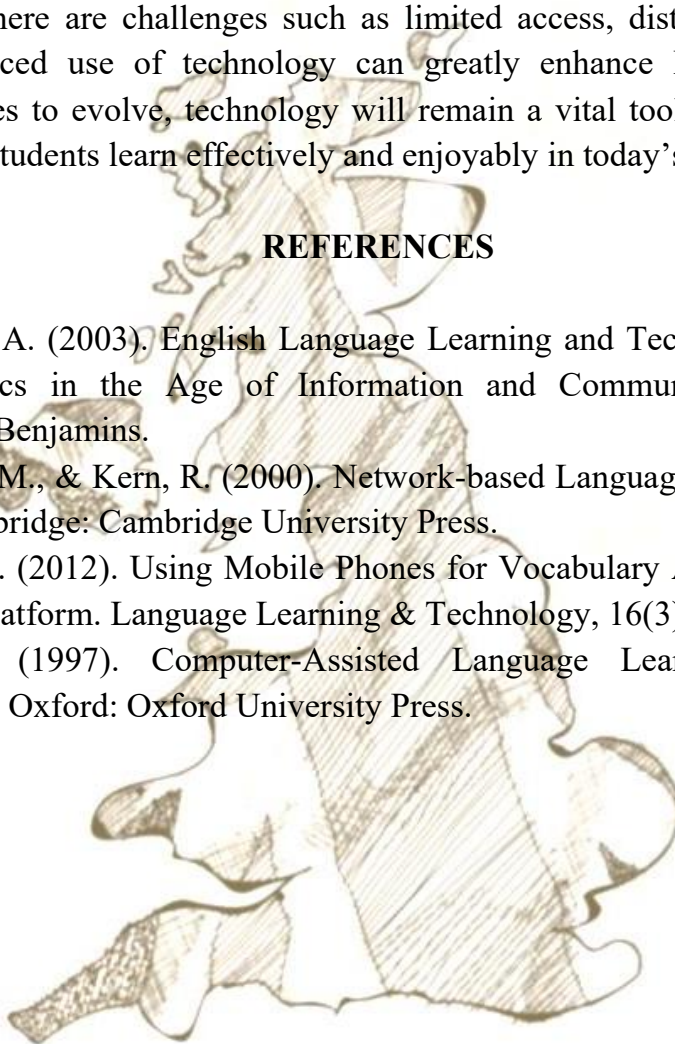 here are challenges such as limited access, dist
ced use of technology can greatly enhance
es to evolve, technology will remain a vital tool
tudents learn effectively and enjoyably in today's
REFERENCES
A. (2003). English Language Learning and Tec
cs in the Age of Information and Commun
Benjamins.
M., & Kern, R. (2000). Network-based Languag
bridge: Cambridge University Press.
. (2012). Using Mobile Phones for Vocabulary
atform. Language Learning & Technology, 16(3)
(1997). Computer-Assisted Language Lear
Oxford: Oxford University Press.